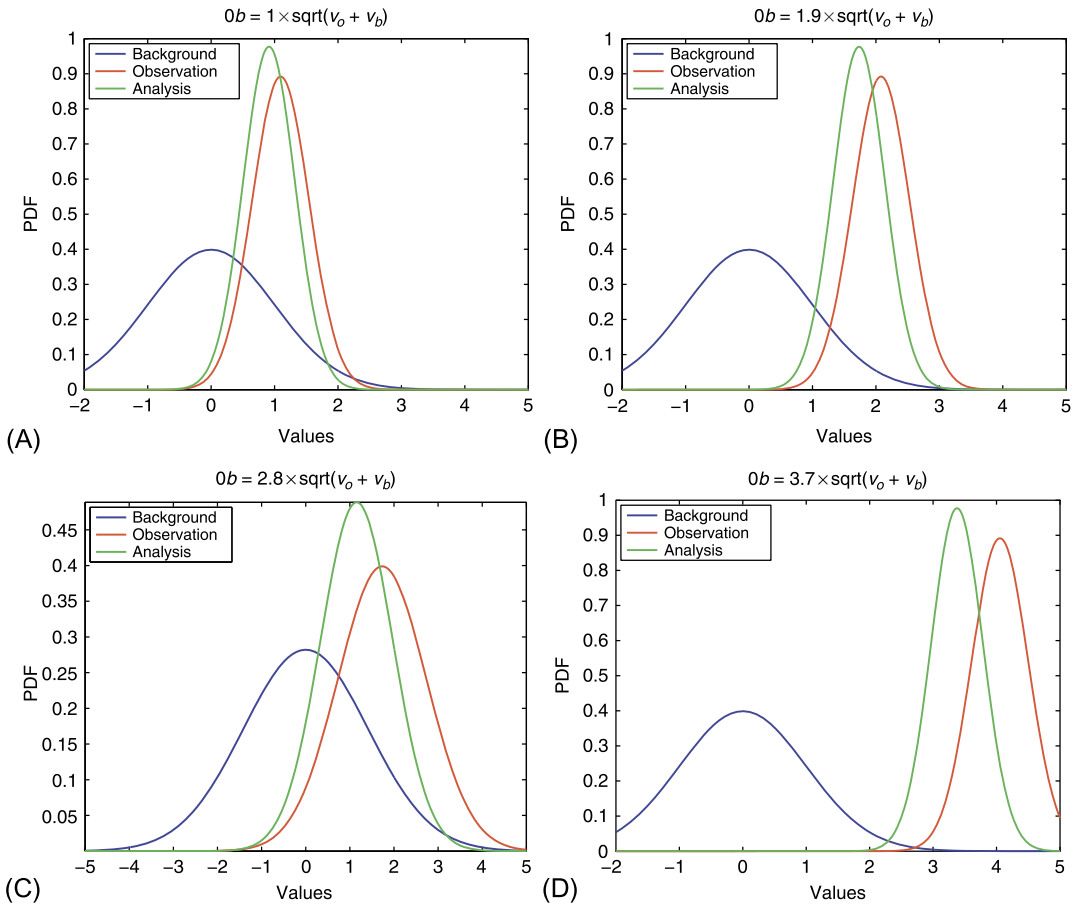 0b = 1×sqrt(vo + vb)
1
0.9
0.8
0.7
0.6
0.5
0.4
0.3
0.2
0.1
0
PDF
Background
Observation
Analysis
−2 −1 0 1 2 3 4 5
Values
(A)
0b = 1.9×sqrt(vo + vb)
1
0.9
0.8
0.7
0.6
0.5
0.4
0.3
0.2
0.1
0
PDF
Background
Observation
Analysis
−2 −1 0 1 2 3 4 5
Values
(B)
0b = 2.8×sqrt(vo + vb)
0.45
0.4
0.35
0.3
0.25
0.2
0.15
0.1
0.05
PDF
Background
Observation
Analysis
−5 −4 −3 −2 −1 0 1 2 3 4 5
Values
(C)
0b = 3.7×sqrt(vo + vb)
1
0.9
0.8
0.7
0.6
0.5
0.4
0.3
0.2
0.1
0
PDF
Background
Observation
Analysis
−2 −1 0 1 2 3 4 5
Values
(D)